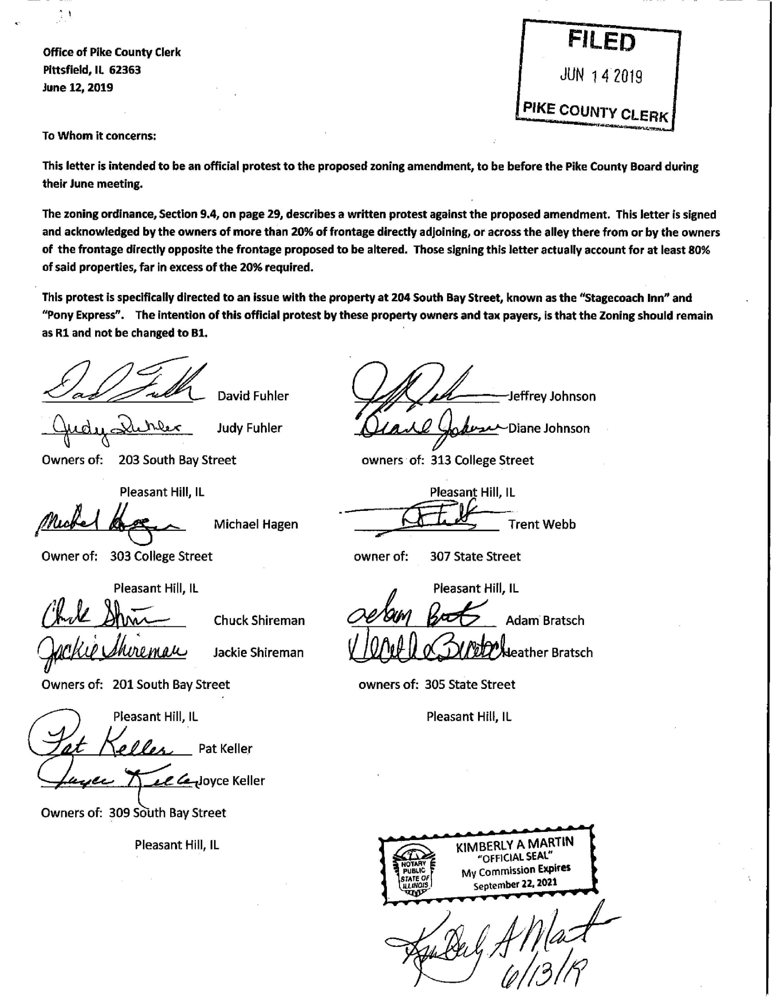 FILED
JUN 14 2019
PIKE COUNTY CLERK
Office of Pike County Clerk
Pittsfield, IL 62363
June 12, 2019
To Whom it concerns:
This letter is intended to be an official protest to the proposed zoning amendment, to be before the Pike County Board during
their June meeting.
The zoning ordinance, Section 9.4, on page 29, describes a written protest against the proposed amendment. This letter is signed
and acknowledged by the owners of more than 20% of frontage directly adjoining, or across the alley there from or by the owners
of the frontage directly opposite the frontage proposed to be altered. Those signing this letter actually account for at least 80%
of said properties, far in excess of the 20% required.
This protest is specifically directed to an issue with the property at 204 South Bay Street, known as the "Stagecoach Inn" and
"Pony Express". The intention of this official protest by these property owners and tax payers, is that the Zoning should remain
as R1 and not be changed to B1.
David Fuhler
Jeffrey Johnson
Judy Fuhler Judy Fuhler
Diane Johnson Diane Johnson
Owners of: 203 South Bay Street
owners of: 313 College Street
Pleasant Hill, IL
Pleasant Hill, IL
Michael Hagen Michael Hagen
Trent Webb
Owner of: 303 College Street
owner of: 307 State Street
Pleasant Hill, IL
Pleasant Hill, IL
Chuck Shireman
Adam Bratsch
Jackie Shireman Jackie Shireman
Heather Bratsch
Owners of: 201 South Bay Street
owners of: 305 State Street
Pleasant Hill, IL
Pleasant Hill, IL
Pat Keller Pat Keller
Joyce Keller Joyce Keller
Owners of: 309 South Bay Street
Pleasant Hill, IL
NOTARY
PUBLIC
STATE OF
ILLINOIS
KIMBERLY A MARTIN
"OFFICIAL SEAL"
My Commission Expires
September 22, 2021
Kimberly A Martin
6/13/19